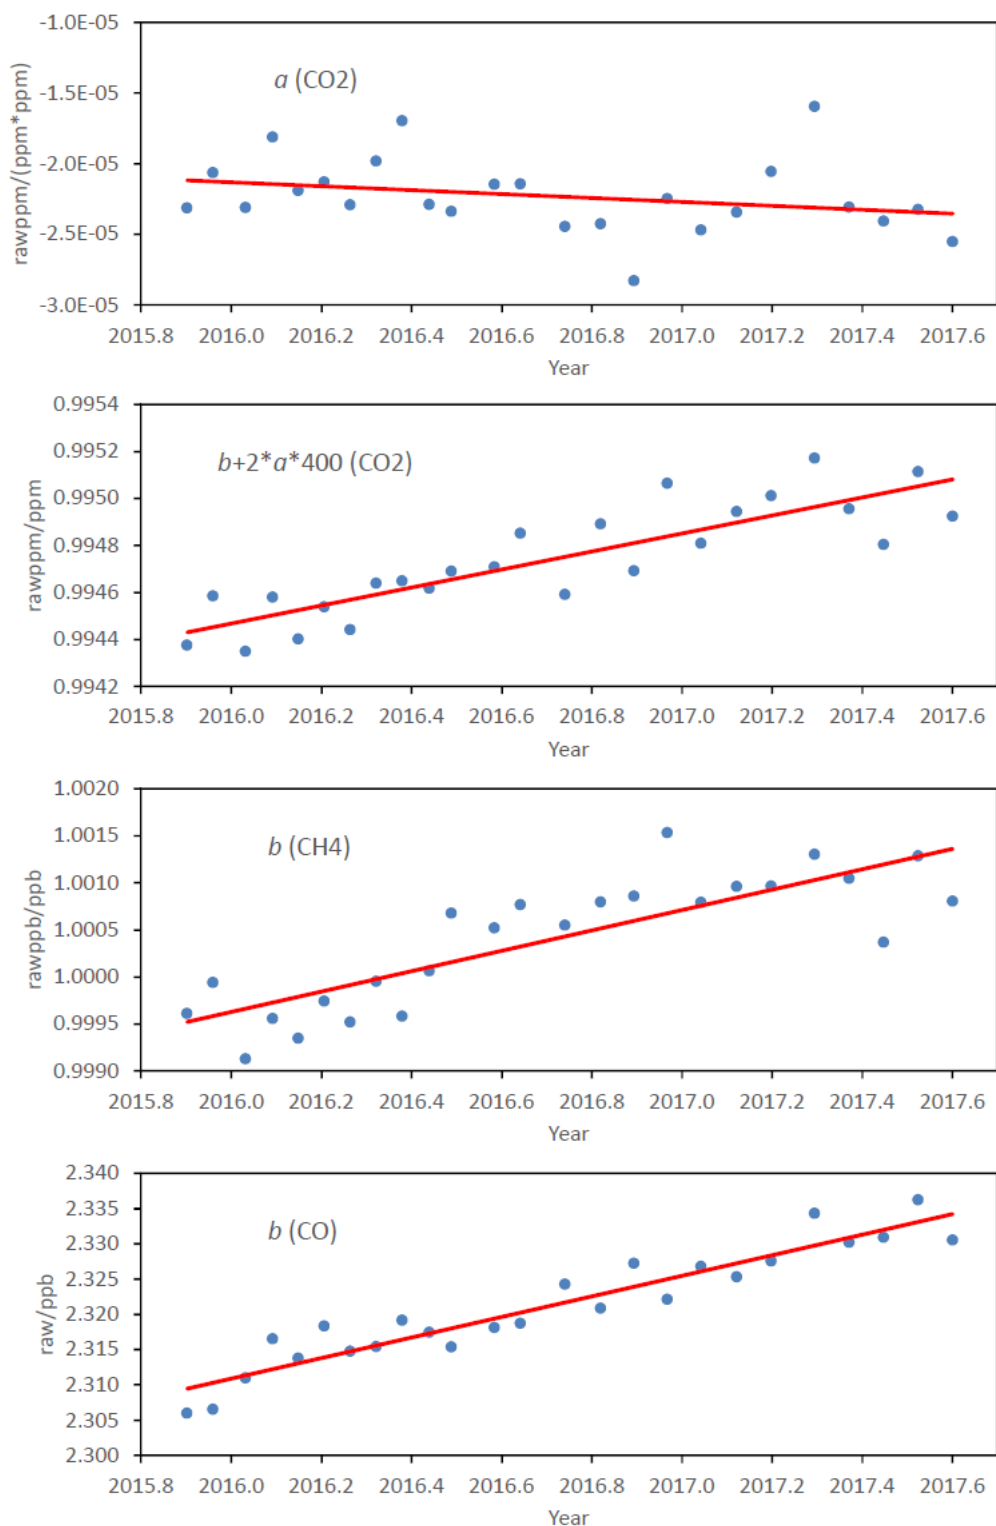 -1.0E-05
-1.5E-05
-2.0E-05
-2.5E-05
-3.0E-05
rawppm/(ppm*ppm)
a (CO2)
2015.8 2016.0 2016.2 2016.4 2016.6 2016.8 2017.0 2017.2 2017.4 2017.6
Year
0.9954
0.9952
0.9950
0.9948
0.9946
0.9944
0.9942
rawppm/ppm
b+2*a*400 (CO2)
2015.8 2016.0 2016.2 2016.4 2016.6 2016.8 2017.0 2017.2 2017.4 2017.6
Year
1.0020
1.0015
1.0010
1.0005
1.0000
0.9995
0.9990
rawppb/ppb
b (CH4)
2015.8 2016.0 2016.2 2016.4 2016.6 2016.8 2017.0 2017.2 2017.4 2017.6
Year
2.340
2.335
2.330
2.325
2.320
2.315
2.310
2.305
2.300
raw/ppb
b (CO)
2015.8 2016.0 2016.2 2016.4 2016.6 2016.8 2017.0 2017.2 2017.4 2017.6
Year